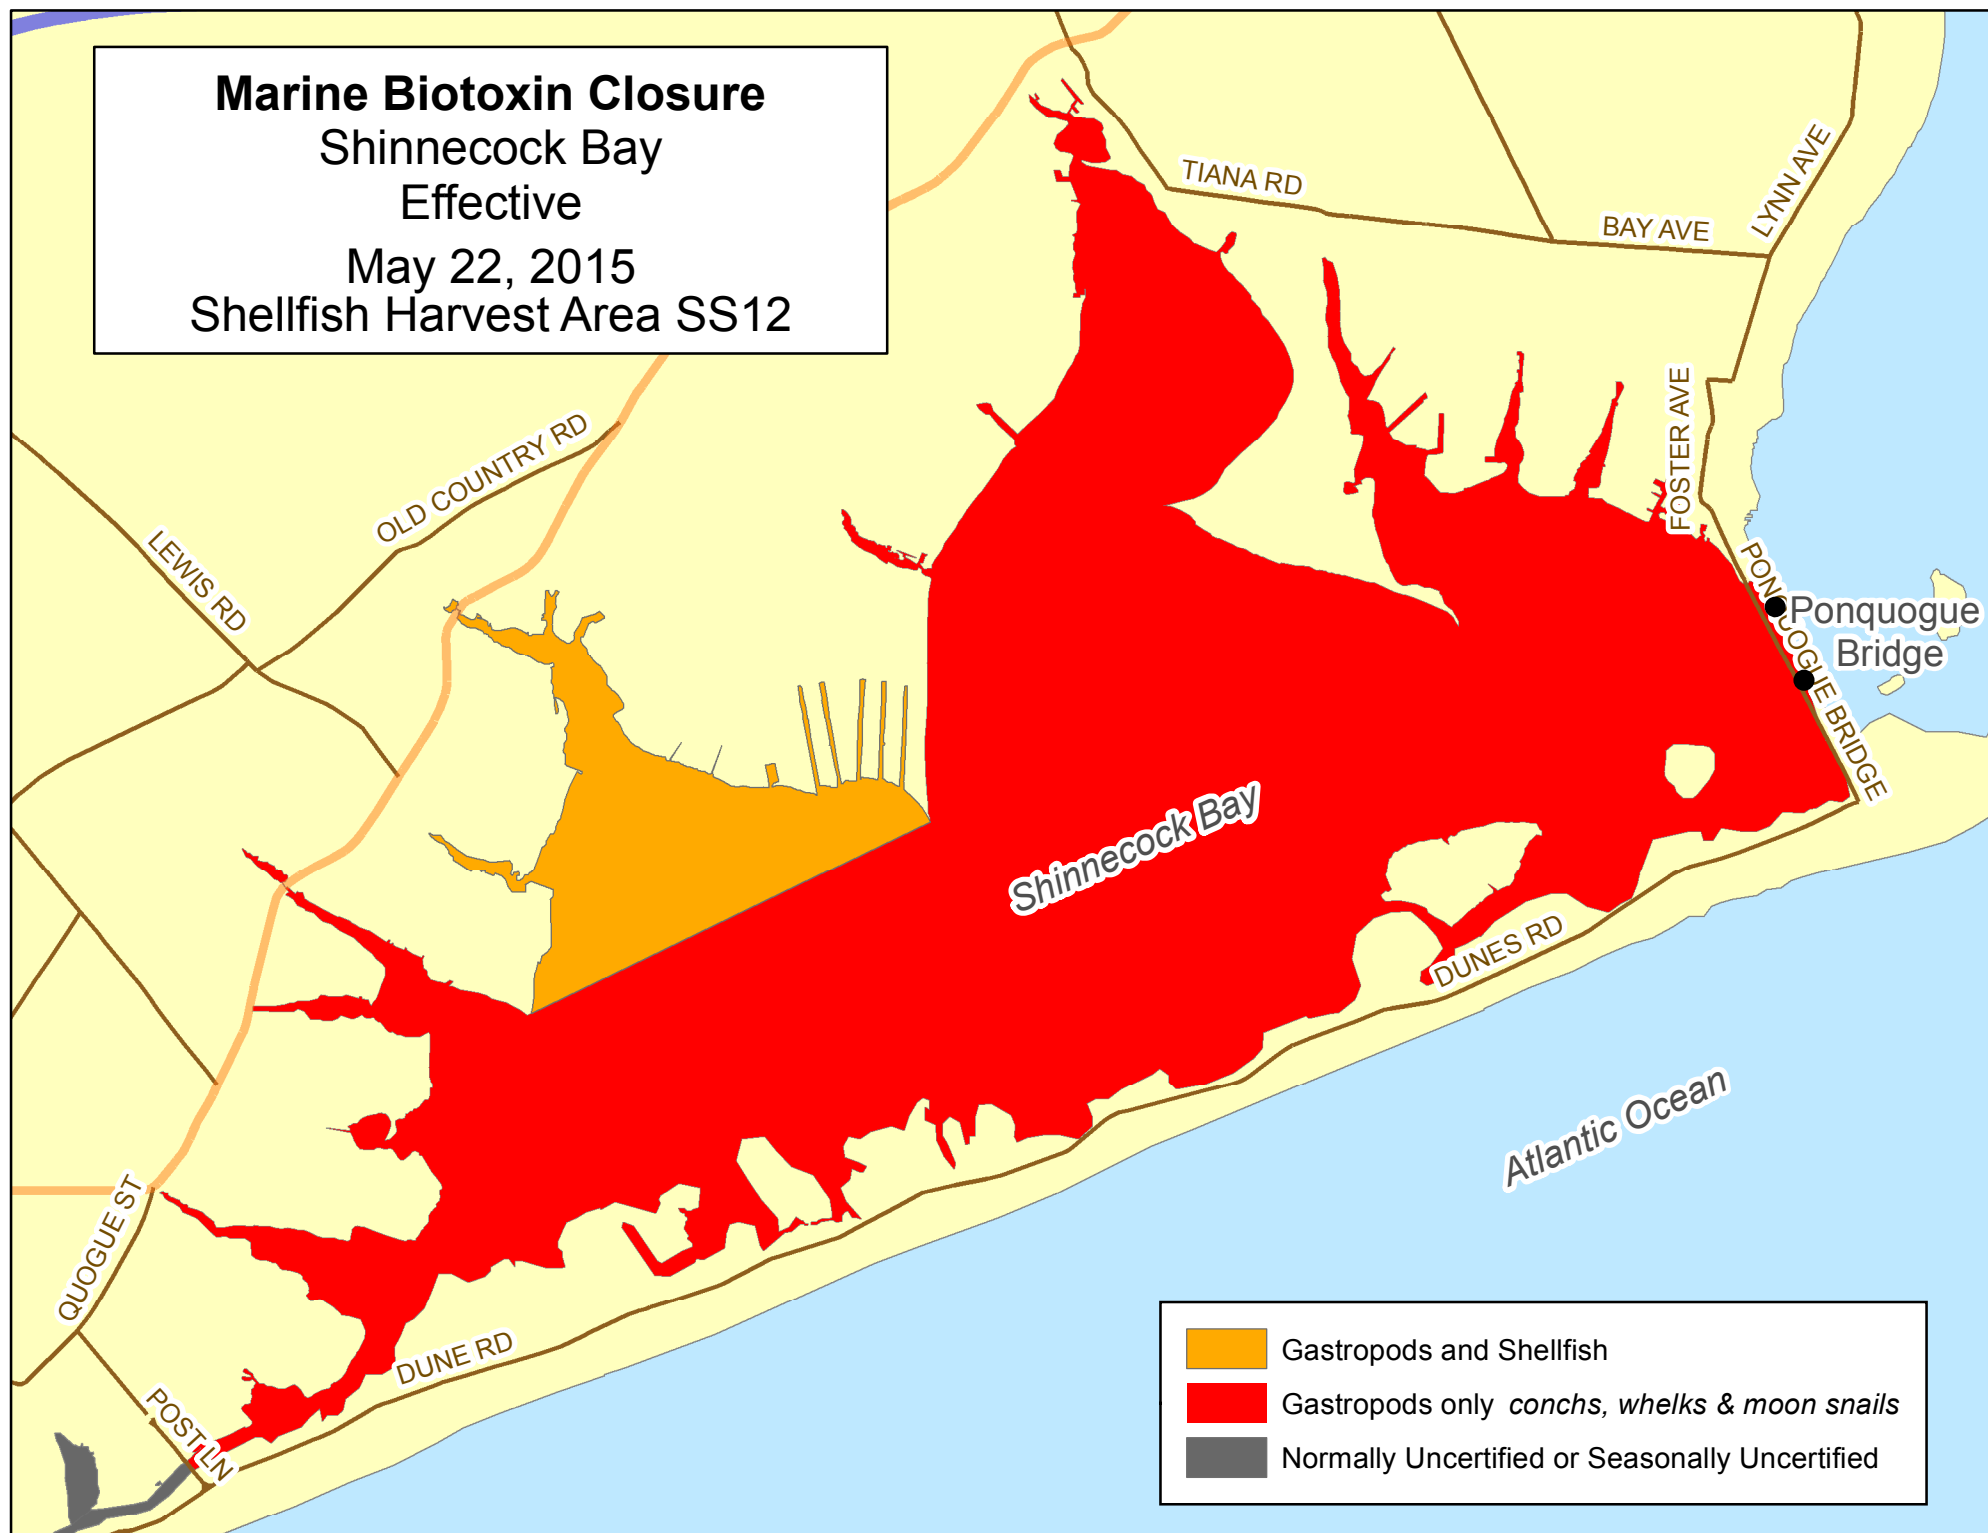 Marine Biotoxin Closure
Shinnecock Bay
Effective
May 22, 2015
Shellfish Harvest Area SS12
TIANA RD
BAY AVE
LYNN AVE
OLD COUNTRY RD
FOSTER AVE
LEWIS RD
PONQUOGUE BRIDGE
Ponquogue
Bridge
Shinnecock Bay
DUNES RD
Atlantic Ocean
QUOGUE ST
DUNE RD
POST LN
Gastropods and Shellfish
Gastropods only conchs, whelks & moon snails
Normally Uncertified or Seasonally Uncertified